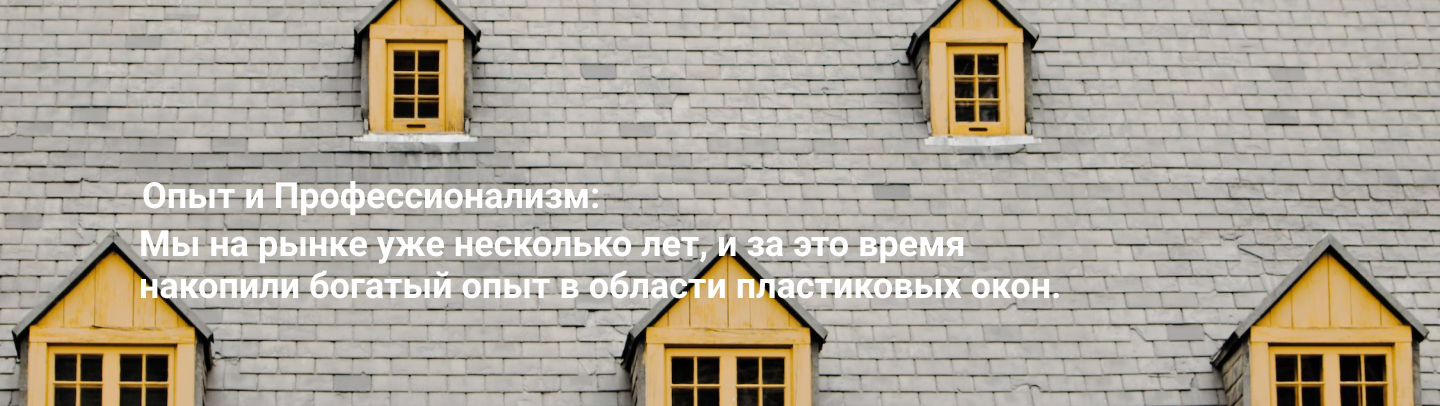 Опыт и Профессионализм:
Мы на рынке уже несколько лет, и за это время
накопили богатый опыт в области пластиковых окон.